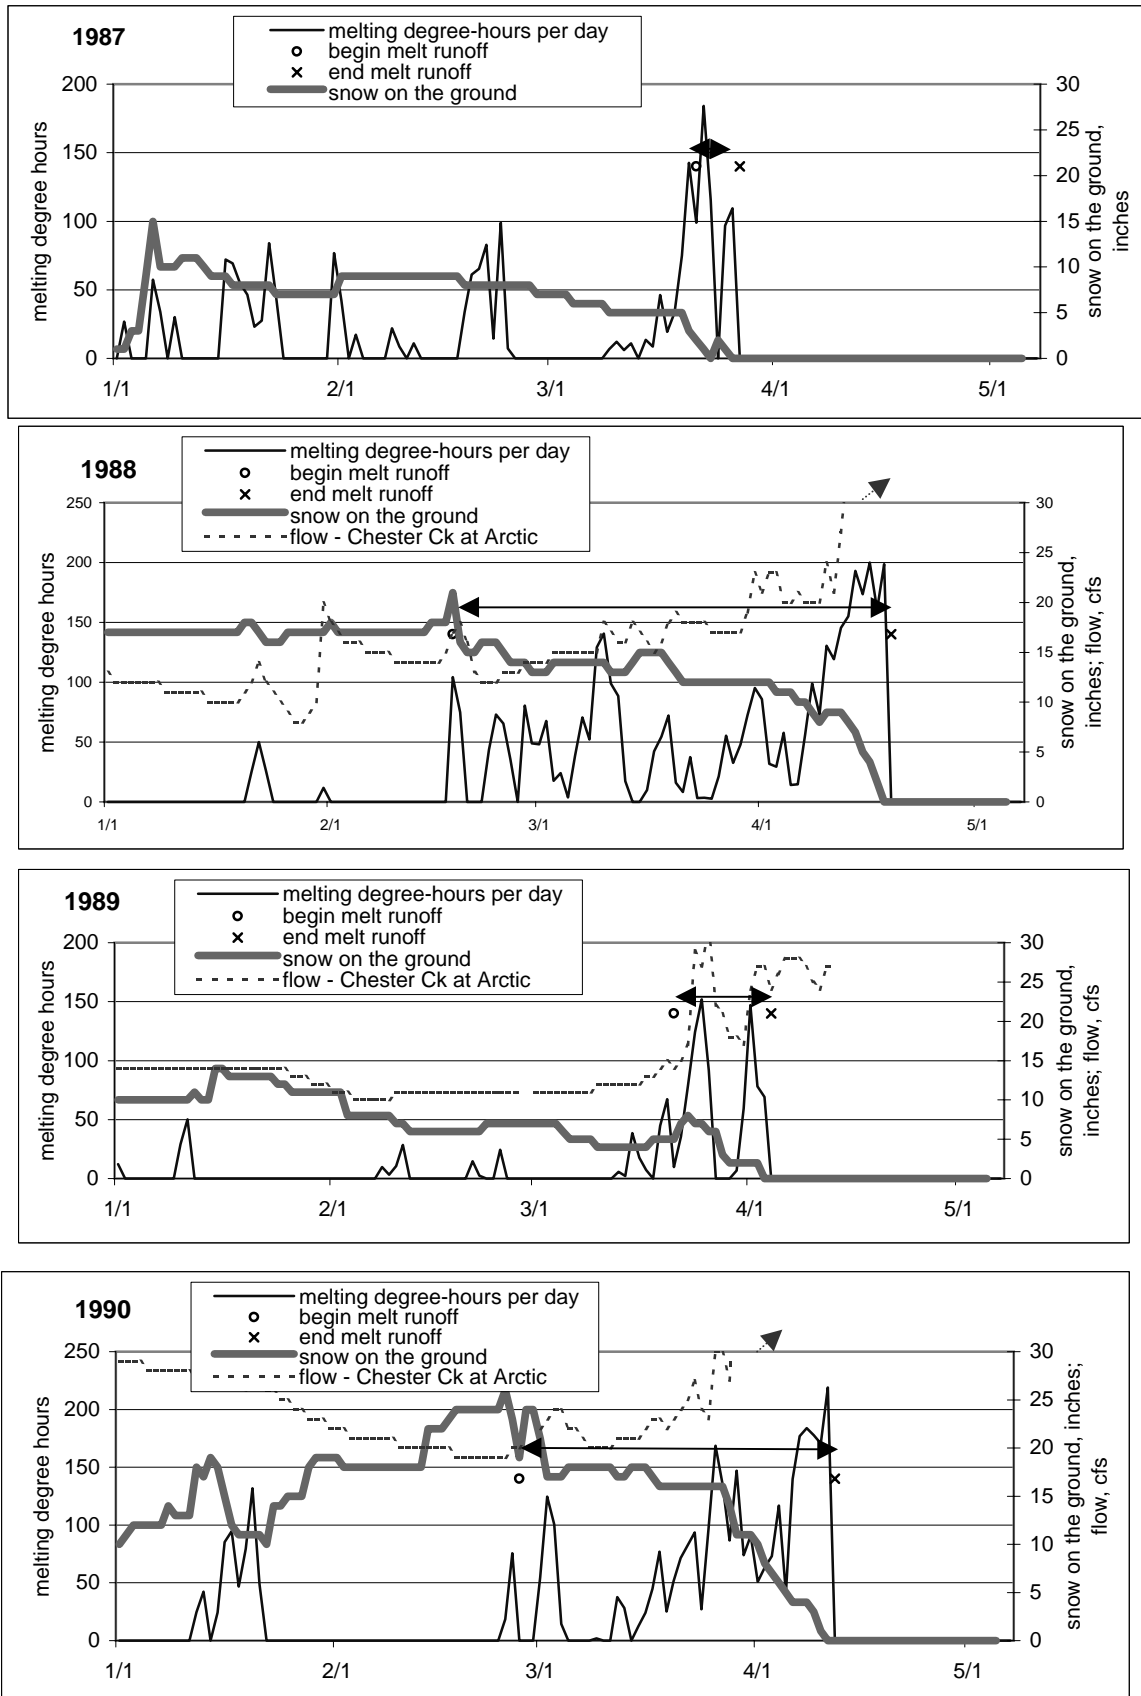 1987
melting degree-hours per day
begin melt runoff
end melt runoff
snow on the ground
melting degree hours
200
150
100
50
0
30
25
20
15
10
5
0
snow on the ground,
inches
1/1 2/1 3/1 4/1 5/1
1988
melting degree-hours per day
begin melt runoff
end melt runoff
snow on the ground
flow - Chester Ck at Arctic
melting degree hours
250
200
150
100
50
0
30
25
20
15
10
5
0
snow on the ground,
inches; flow, cfs
1/1 2/1 3/1 4/1 5/1
1989
melting degree-hours per day
begin melt runoff
end melt runoff
snow on the ground
flow - Chester Ck at Arctic
melting degree hours
200
150
100
50
0
30
25
20
15
10
5
0
snow on the ground,
inches; flow, cfs
1/1 2/1 3/1 4/1 5/1
1990
melting degree-hours per day
begin melt runoff
end melt runoff
snow on the ground
flow - Chester Ck at Arctic
melting degree hours
250
200
150
100
50
0
30
25
20
15
10
5
0
snow on the ground, inches;
flow, cfs
1/1 2/1 3/1 4/1 5/1